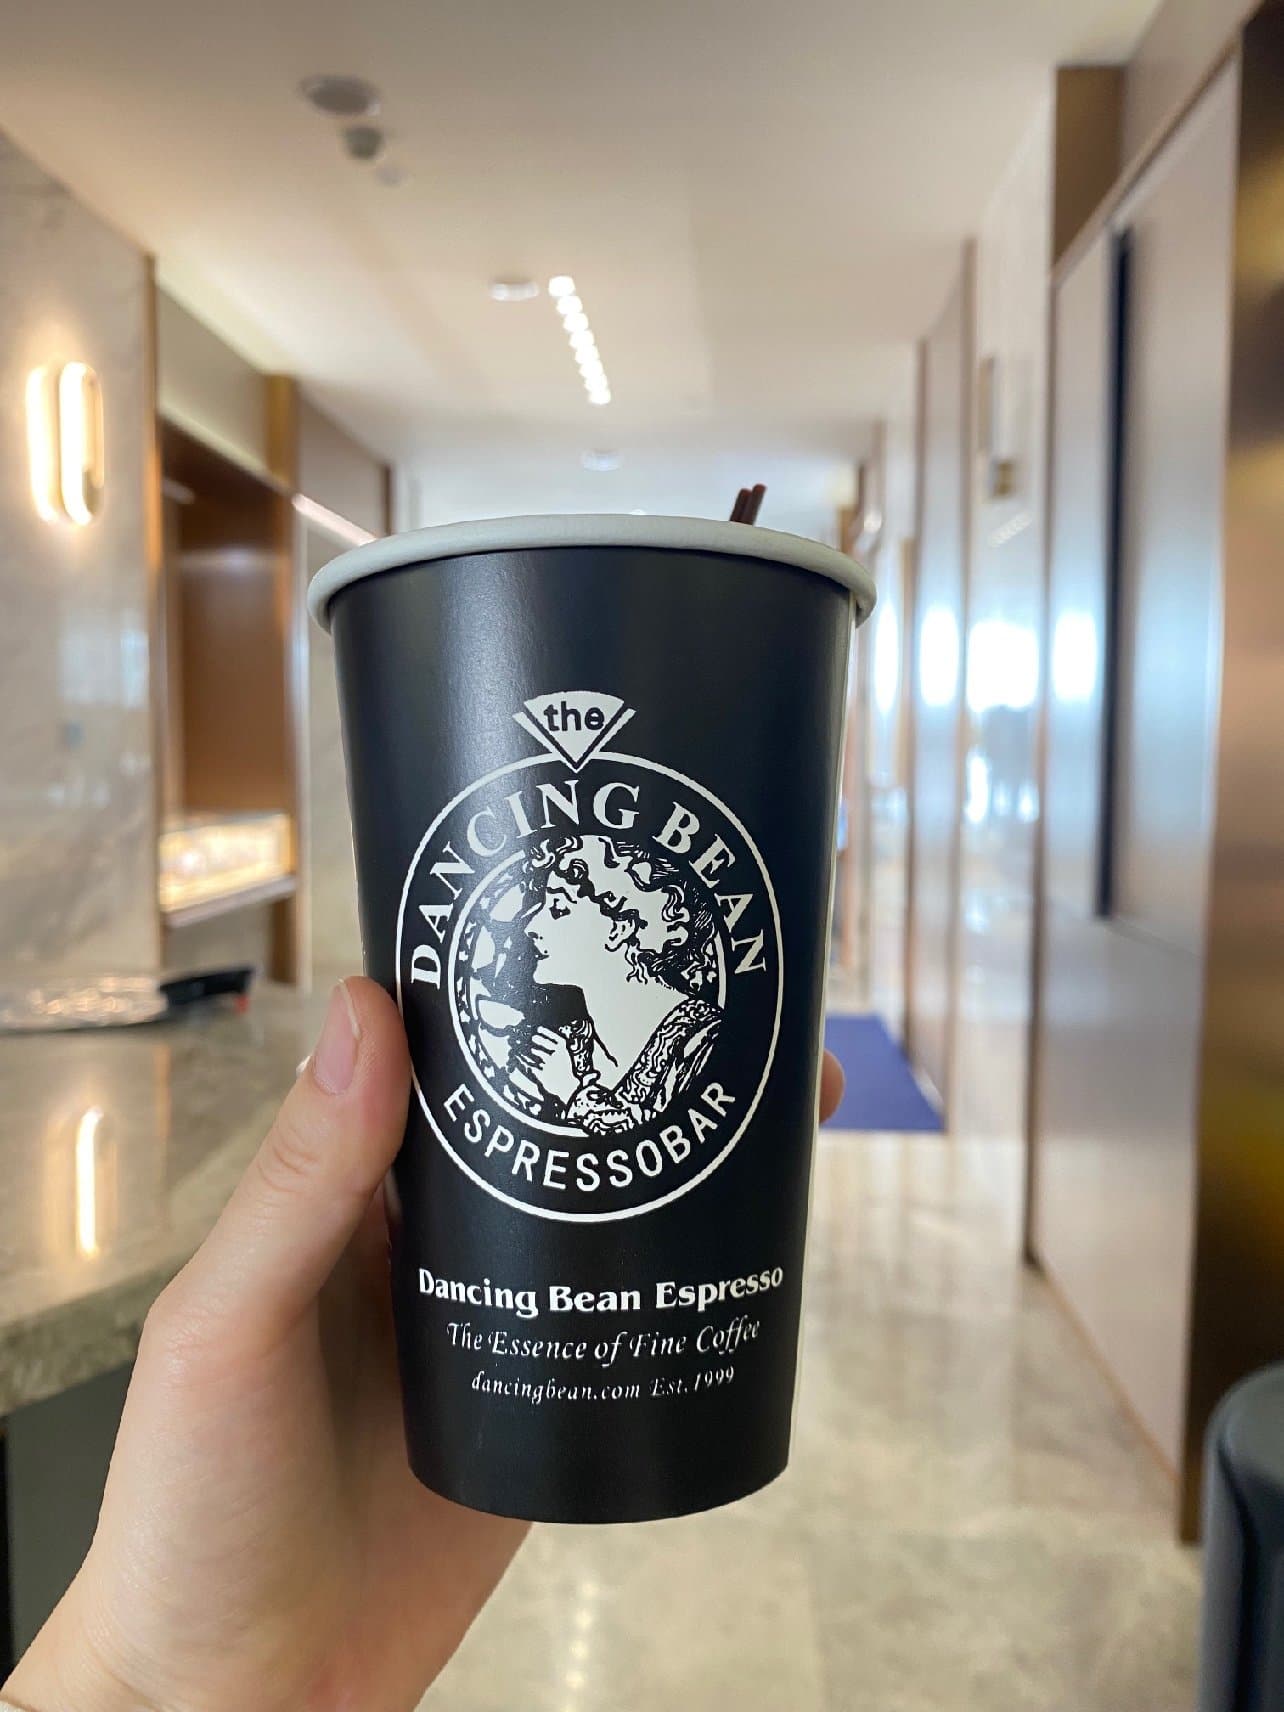 the
DANCING BEAN
ESPRESSOBAR
Dancing Bean Espresso
The Essence of Fine Coffee
dancingbean.com Est.1999